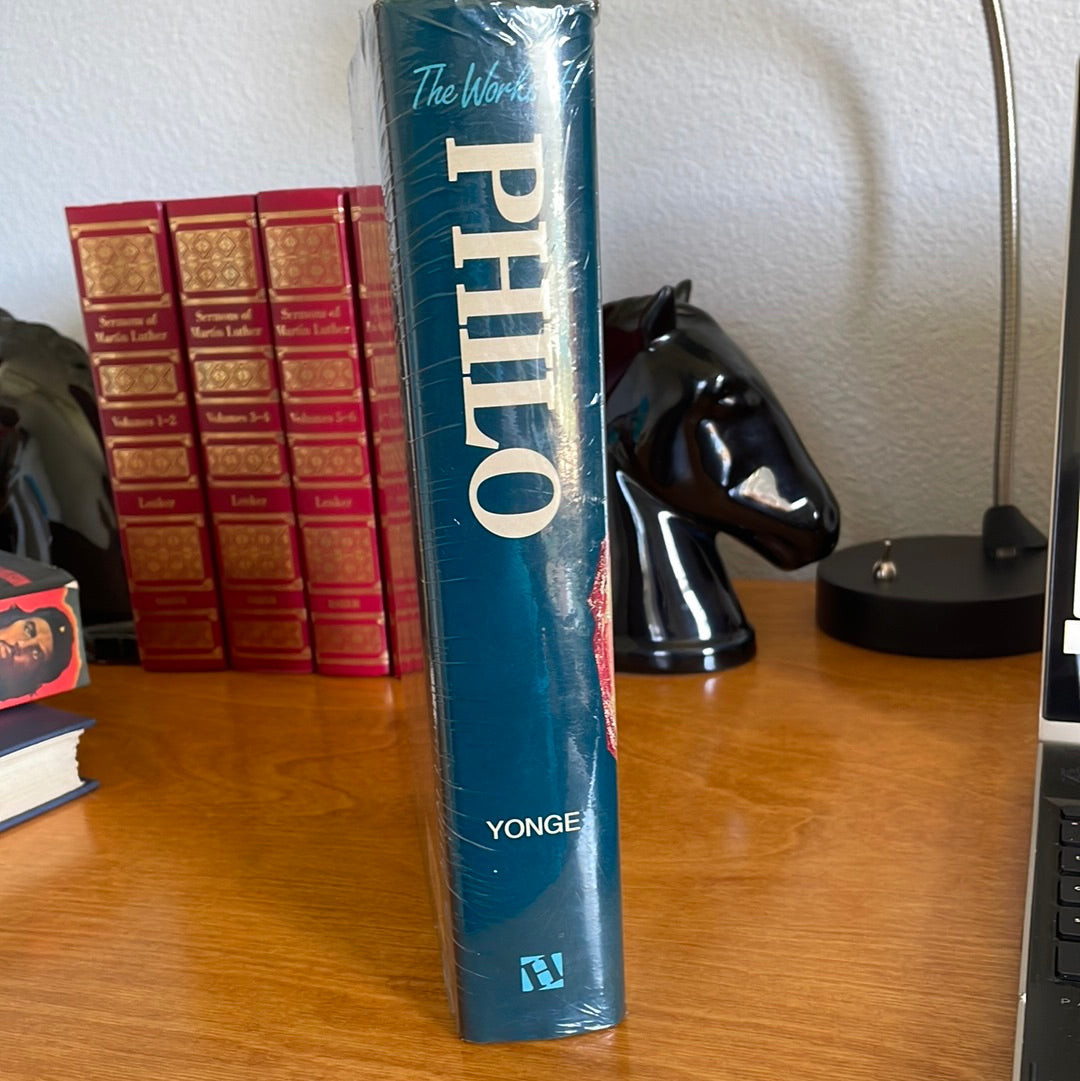 The Works of
PHILO
YONGE
H
Sermons of
Martin Luther
Volumes 1-2
Lenker
Sermons of
Martin Luther
Volumes 3-4
Lenker
Sermons of
Martin Luther
Volumes 5-6
Lenker